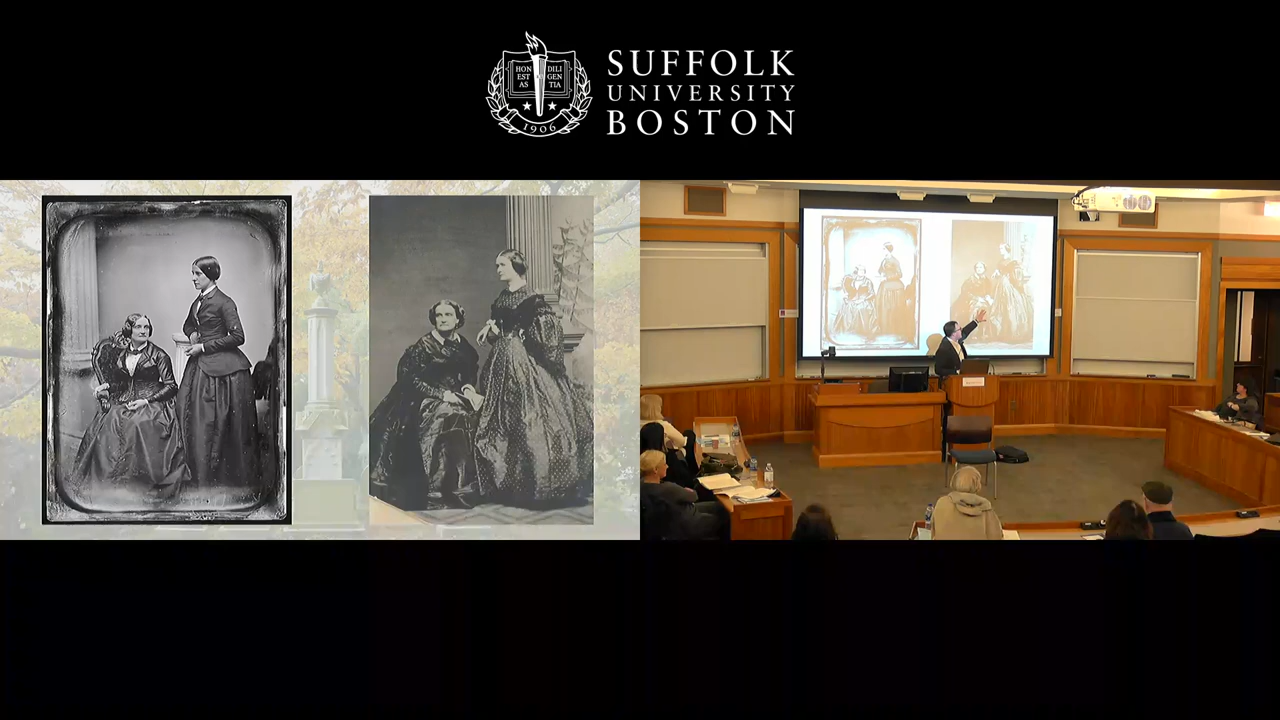 HON
EST
AS
DILI
GEN
TIA
1906
SUFFOLK
UNIVERSITY
BOSTON